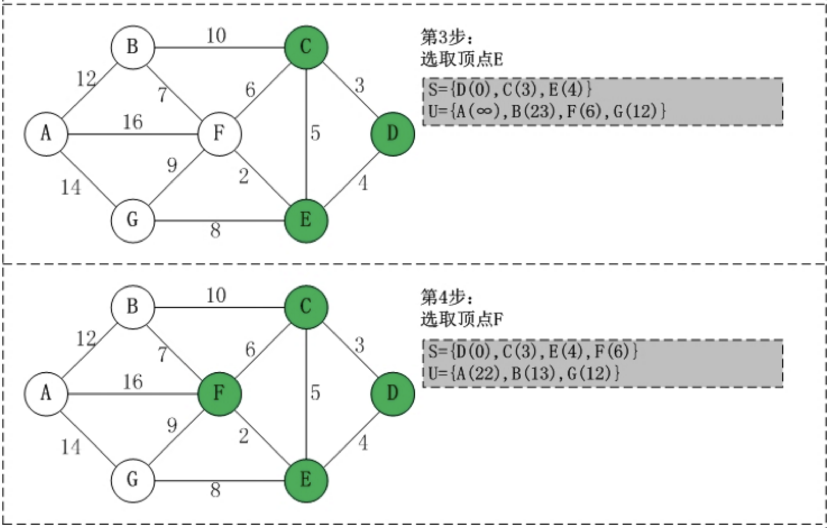 第3步:
选取顶点E
S={D(0),C(3),E(4)}
U={A(∞),B(23),F(6),G(12)}
B
10
C
12
7
6
3
A
16
F
5
D
14
9
2
4
G
8
E
第4步:
选取顶点F
S={D(0),C(3),E(4),F(6)}
U={A(22),B(13),G(12)}
B
10
C
12
7
6
3
A
16
F
5
D
14
9
2
4
G
8
E